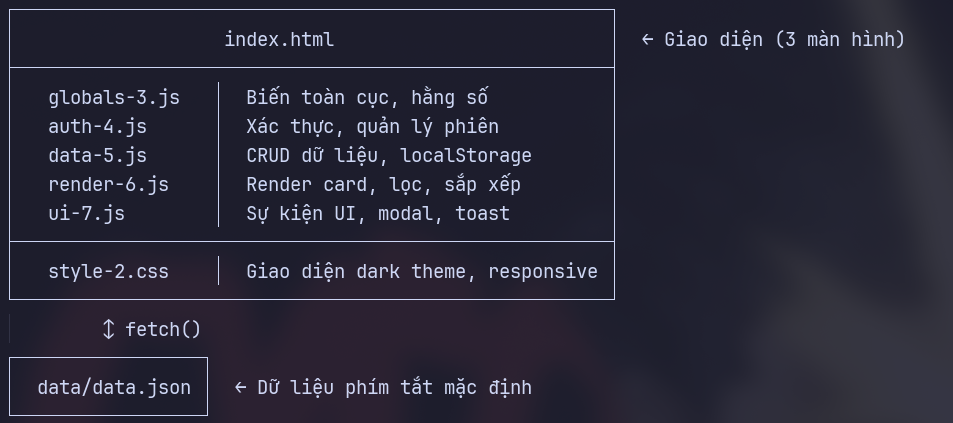 index.html ← Giao diện (3 màn hình)
globals-3.js Biến toàn cục, hằng số
auth-4.js Xác thực, quản lý phiên
data-5.js CRUD dữ liệu, localStorage
render-6.js Render card, lọc, sắp xếp
ui-7.js Sự kiện UI, modal, toast
style-2.css Giao diện dark theme, responsive
↕ fetch()
data/data.json ← Dữ liệu phím tắt mặc định